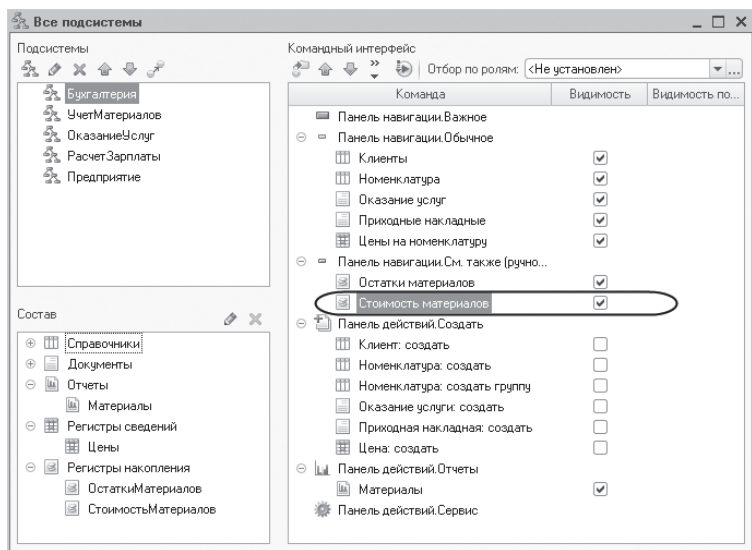 Все подсистемы
Подсистемы
Бухгалтерия
УчетМатериалов
ОказаниеУслуг
РасчетЗарплаты
Предприятие
Состав
Справочники
Документы
Отчеты
Материалы
Регистры сведений
Цены
Регистры накопления
ОстаткиМатериалов
СтоимостьМатериалов
Командный интерфейс
Отбор по ролям: <Не установлен>
Команда Видимость Видимость по...
Панель навигации.Важное
Панель навигации.Обычное
Клиенты
Номенклатура
Оказание услуг
Приходные накладные
Цены на номенклатуру
Панель навигации.См. также (ручно...
Остатки материалов
Стоимость материалов
Панель действий.Создать
Клиент: создать
Номенклатура: создать
Номенклатура: создать группу
Оказание услуги: создать
Приходная накладная: создать
Цена: создать
Панель действий.Отчеты
Материалы
Панель действий.Сервис